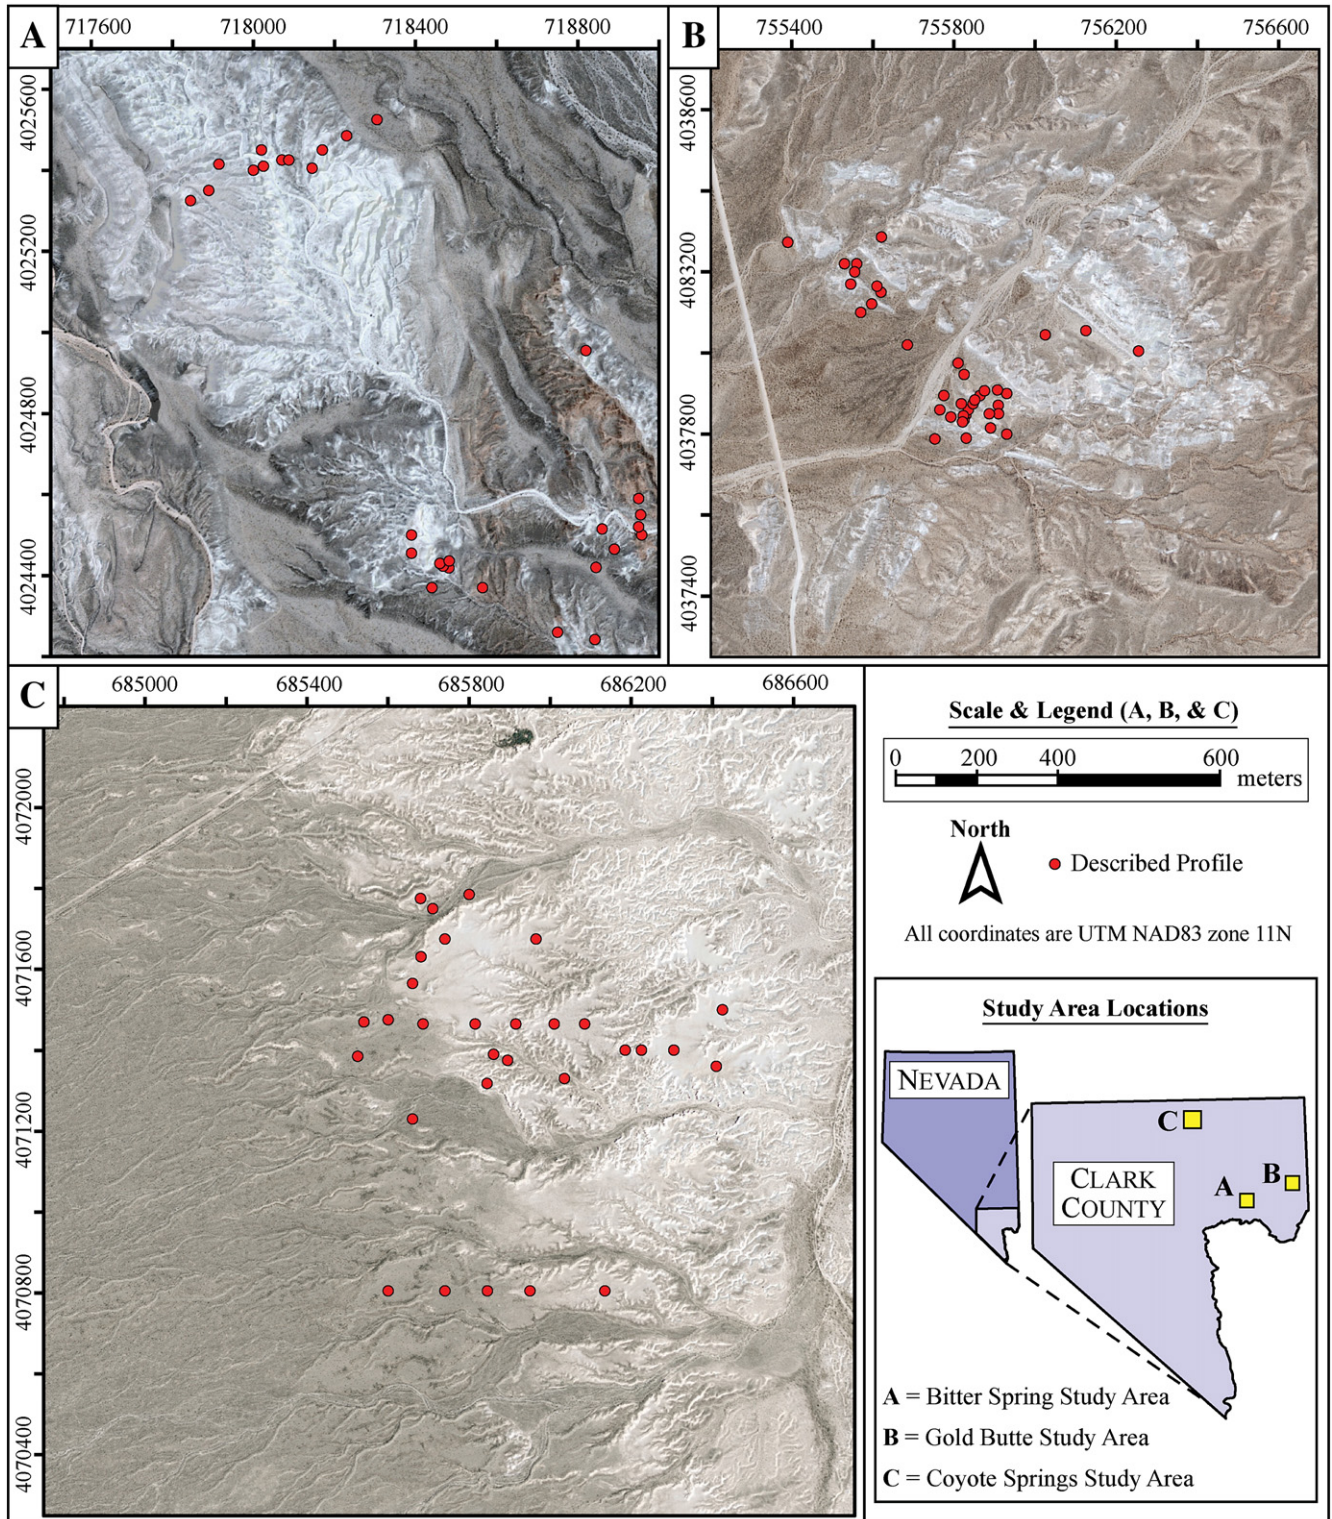 A
717600 718000 718400 718800
4025600
4025200
4024800
4024400
B
755400 755800 756200 756600
4038600
4083200
4037800
4037400
C
685000 685400 685800 686200 686600
4072000
4071600
4071200
4070800
4070400
Scale & Legend (A, B, & C)
0 200 400 600
meters
North
Described Profile
All coordinates are UTM NAD83 zone 11N
Study Area Locations
NEVADA
C
CLARK
COUNTY
A
B
A = Bitter Spring Study Area
B = Gold Butte Study Area
C = Coyote Springs Study Area